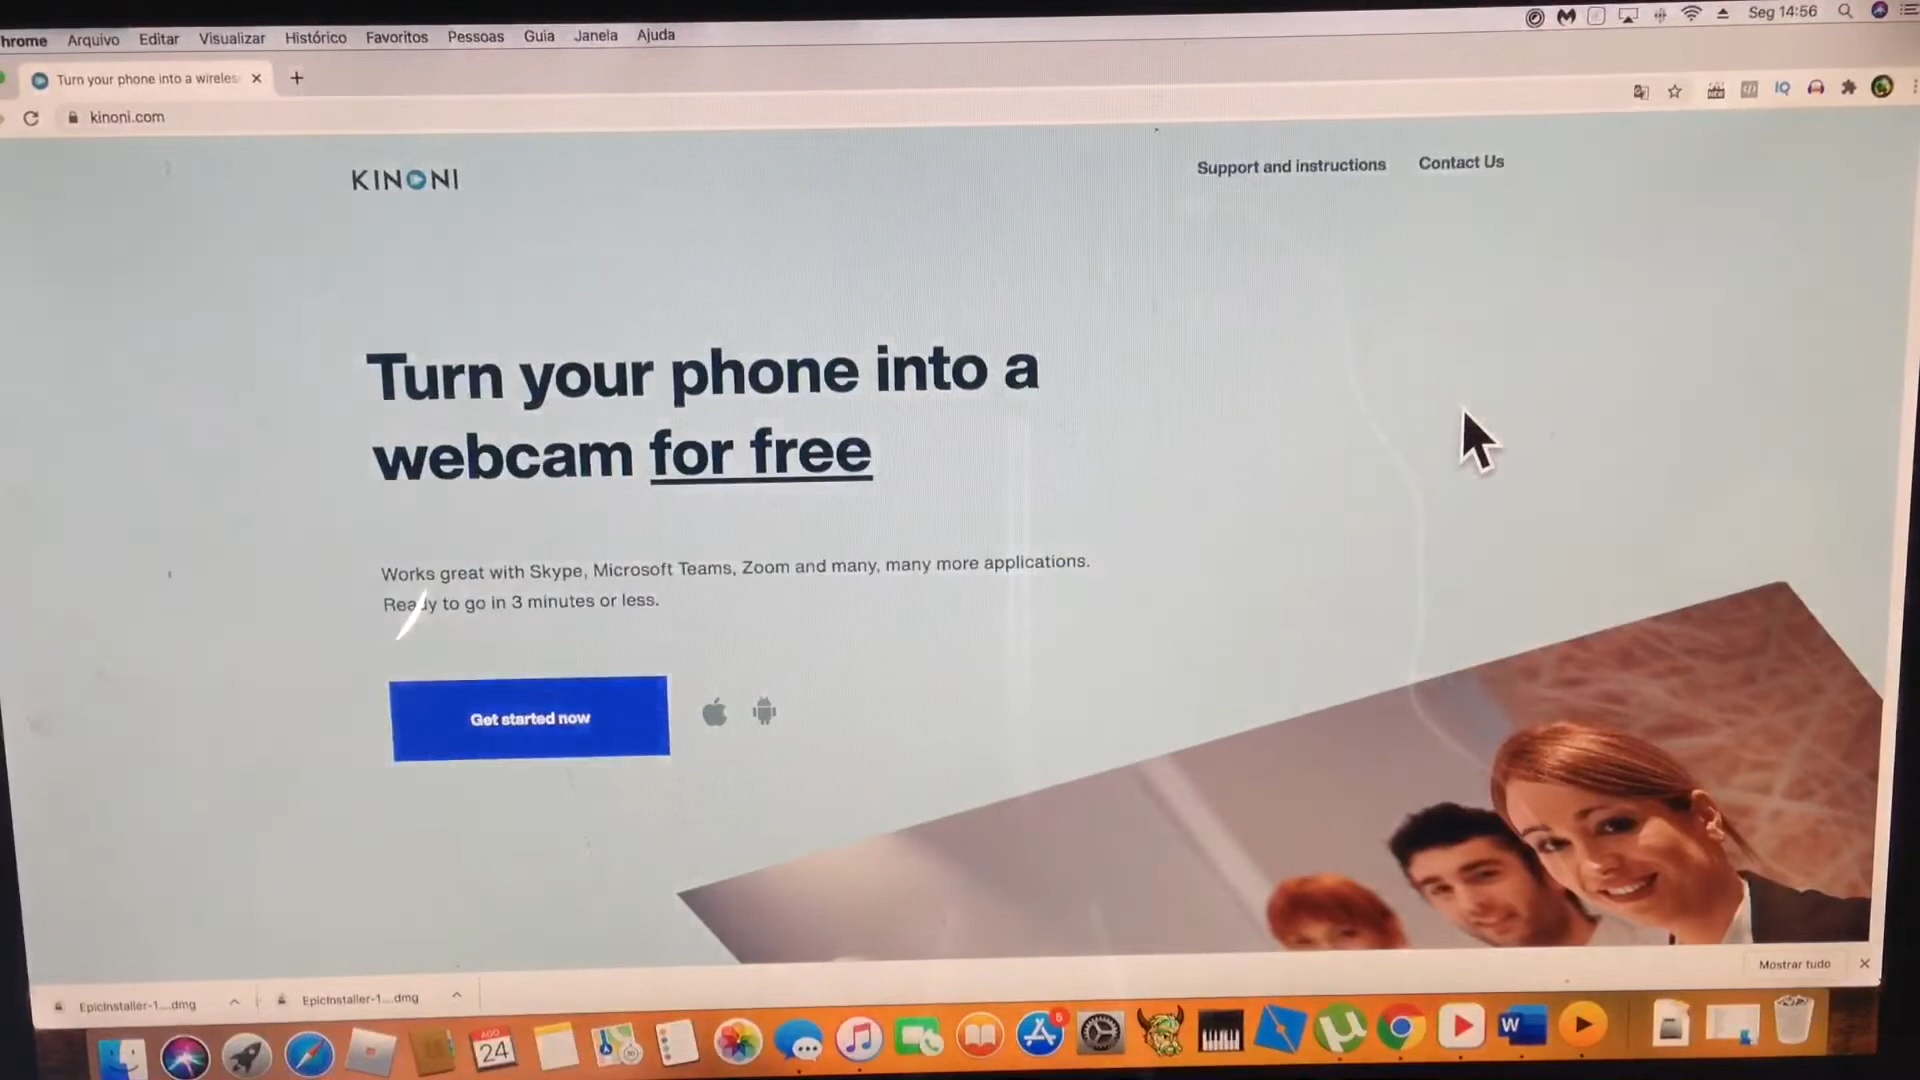 hrome Arquivo Editar Visualizar Histórico Favoritos Pessoas Guia Janela Ajuda
Seg 14:56
Turn your phone into a wireles
kinoni.com
IQ
KINONI
Support and instructions
Contact Us
Turn your phone into a
webcam for free
Works great with Skype, Microsoft Teams, Zoom and many, many more applications.
Ready to go in 3 minutes or less.
Get started now
Mostrar tudo
EpicInstaller-1....dmg
EpicInstaller-1....dmg
AGO
24
6
W